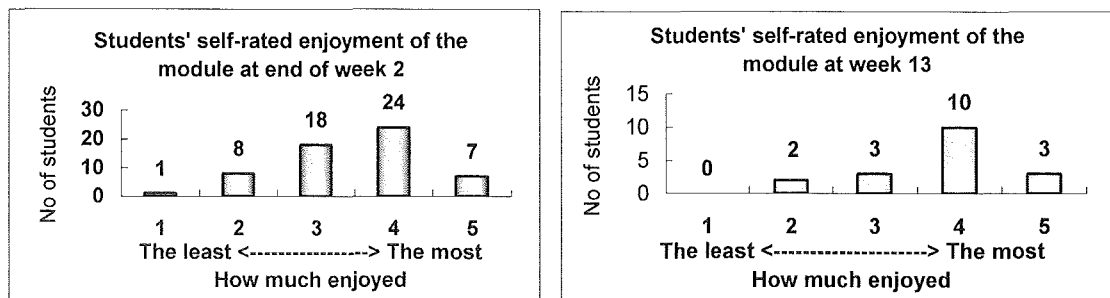 Students' self-rated enjoyment of the
module at end of week 2
No of students
30
20
10
0
1
8
18
24
7
1 2 3 4 5
The least <--------------> The most
How much enjoyed
Students' self-rated enjoyment of the
module at week 13
No of students
15
10
5
0
0
2
3
10
3
1 2 3 4 5
The least <----------------> The most
How much enjoyed